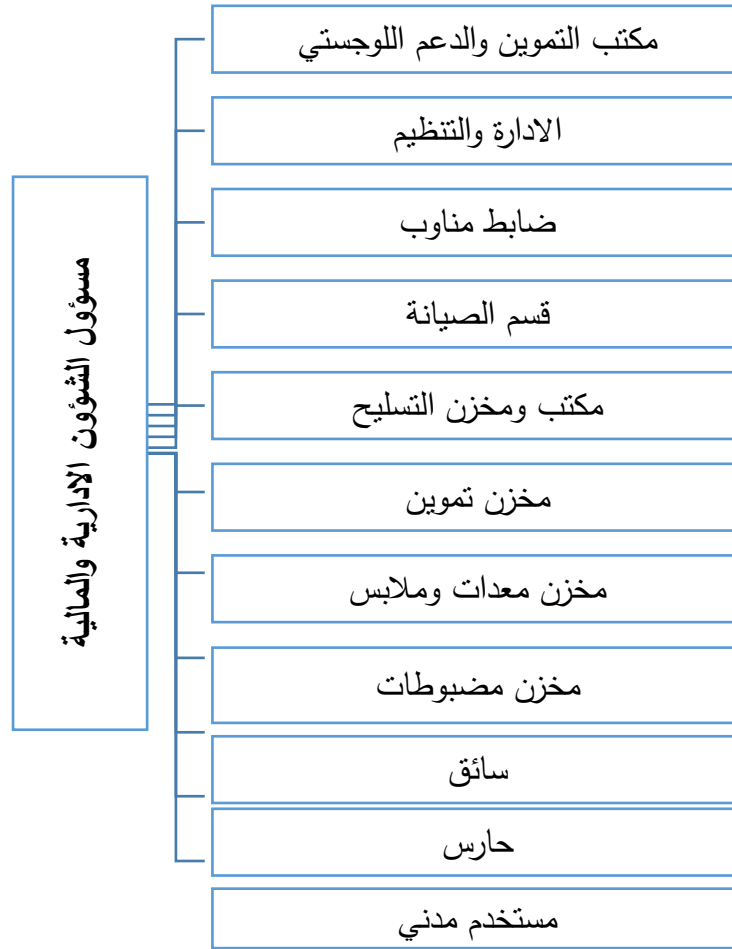 مكتب التموين والدعم اللوجستي
الادارة والتنظيم
ضابط مناوب
قسم الصيانة
مكتب ومخزن التسليح
مخزن تموين
مخزن معدات وملابس
مخزن مضبوطات
سائق
حارس
مستخدم مدني
مسؤول الشؤون الادارية والمالية